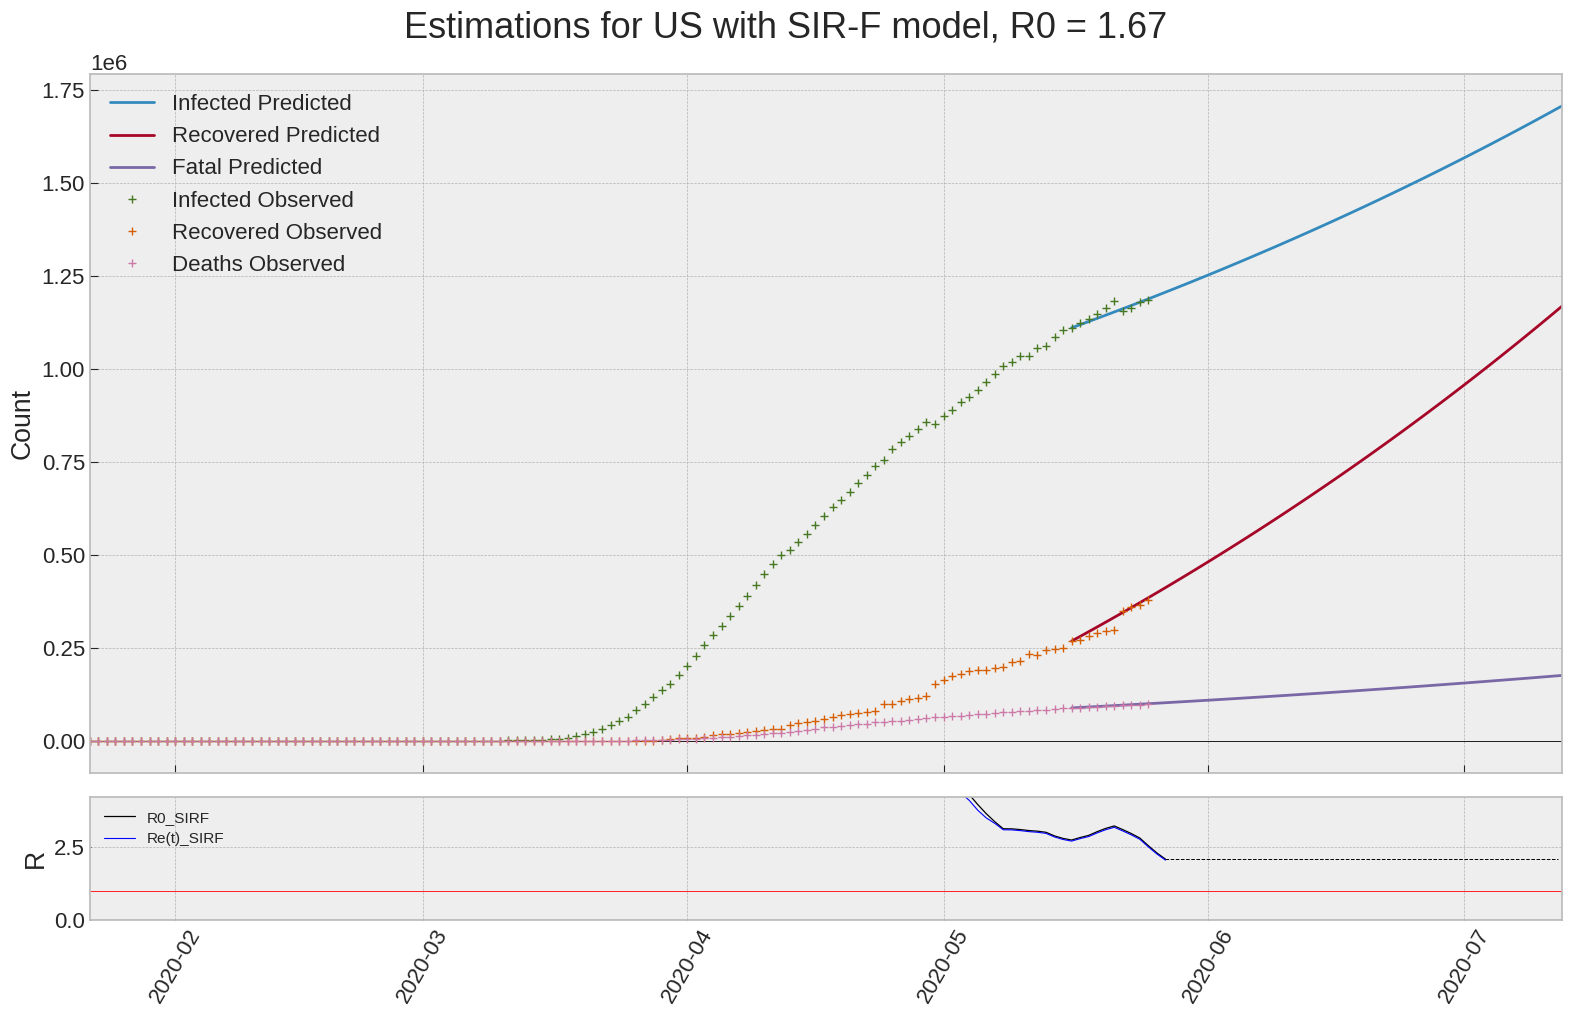 Estimations for US with SIR-F model, R0 = 1.67
1e6
1.75
1.50
1.25
1.00
0.75
0.50
0.25
0.00
Count
Infected Predicted
Recovered Predicted
Fatal Predicted
Infected Observed
Recovered Observed
Deaths Observed
R0_SIRF
Re(t)_SIRF
2.5
0.0
R
2020-02
2020-03
2020-04
2020-05
2020-06
2020-07